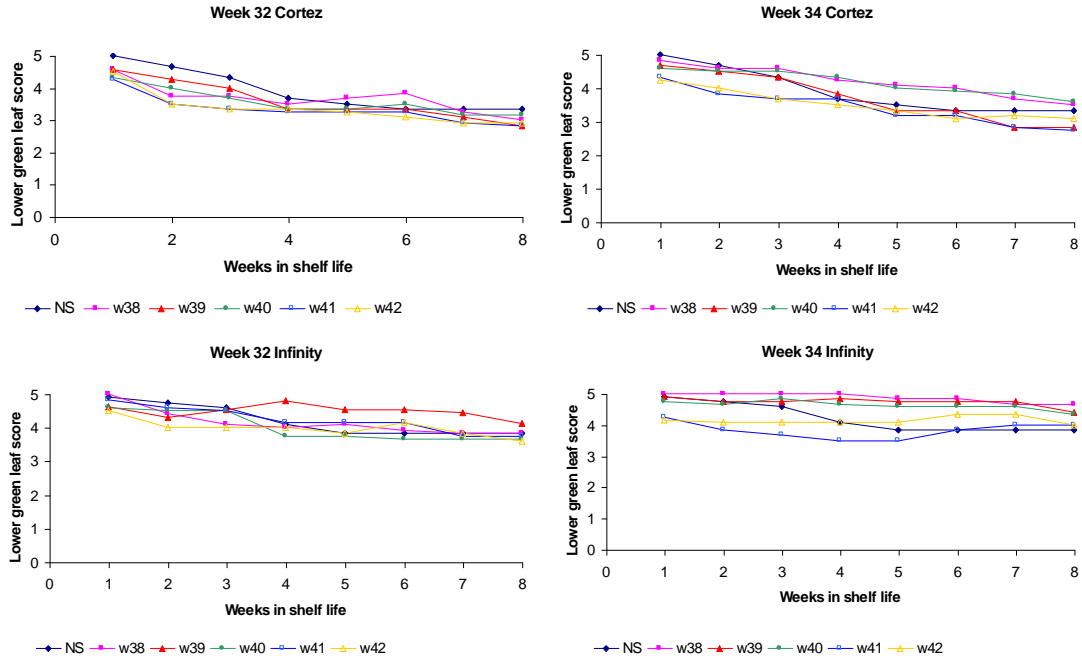 Week 32 Cortez
Lower green leaf score
5
4
3
2
1
0
0 2 4 6 8
Weeks in shelf life
NS w38 w39 w40 w41 w42
Week 34 Cortez
Lower green leaf score
5
4
3
2
1
0
0 1 2 3 4 5 6 7 8
Weeks in shelf life
NS w38 w39 w40 w41 w42
Week 32 Infinity
Lower green leaf score
5
4
3
2
1
0
0 1 2 3 4 5 6 7 8
Weeks in shelf life
NS w38 w39 w40 w41 w42
Week 34 Infinity
Lower green leaf score
5
4
3
2
1
0
0 1 2 3 4 5 6 7 8
Weeks in shelf life
NS w38 w39 w40 w41 w42